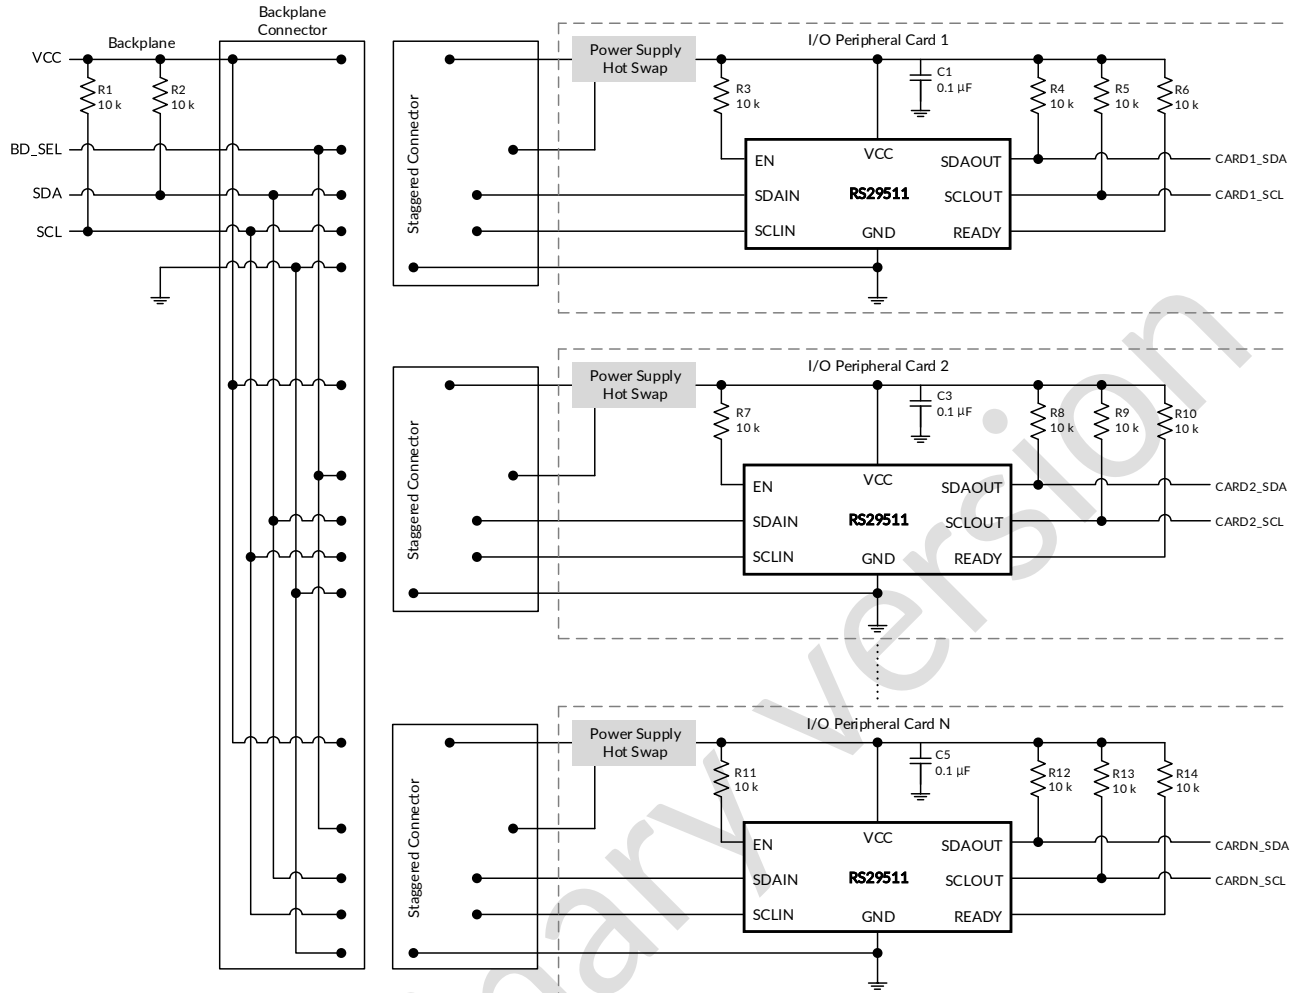 Backplane
Connector
Backplane
VCC
R1
10 k
R2
10 k
BD_SEL
SDA
SCL
Staggered Connector
Power Supply
Hot Swap
I/O Peripheral Card 1
R3
10 k
C1
0.1 µF
R4
10 k
R5
10 k
R6
10 k
EN
VCC
SDAOUT
CARD1_SDA
SDAIN
RS29511
SCLOUT
CARD1_SCL
SCLIN
GND
READY
Staggered Connector
Power Supply
Hot Swap
I/O Peripheral Card 2
R7
10 k
C3
0.1 µF
R8
10 k
R9
10 k
R10
10 k
EN
VCC
SDAOUT
CARD2_SDA
SDAIN
RS29511
SCLOUT
CARD2_SCL
SCLIN
GND
READY
Staggered Connector
Power Supply
Hot Swap
I/O Peripheral Card N
R11
10 k
C5
0.1 µF
R12
10 k
R13
10 k
R14
10 k
EN
VCC
SDAOUT
CARDN_SDA
SDAIN
RS29511
SCLOUT
CARDN_SCL
SCLIN
GND
READY
nary version